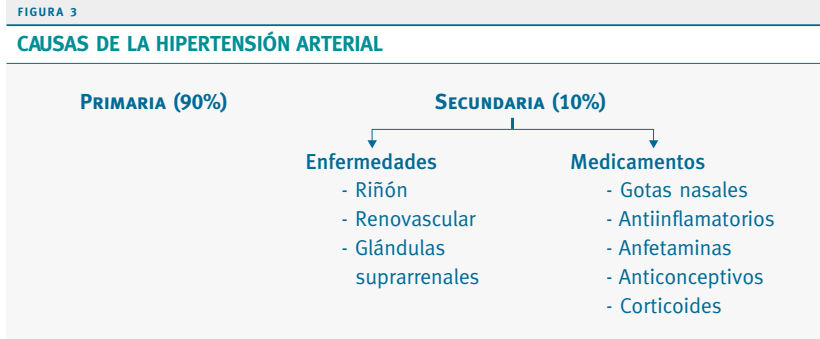 FIGURA 3
CAUSAS DE LA HIPERTENSIÓN ARTERIAL
PRIMARIA (90%)
SECUNDARIA (10%)
Enfermedades
- Riñón
- Renovascular
- Glándulas
suprarrenales
Medicamentos
- Gotas nasales
- Antiinflamatorios
- Anfetaminas
- Anticonceptivos
- Corticoides